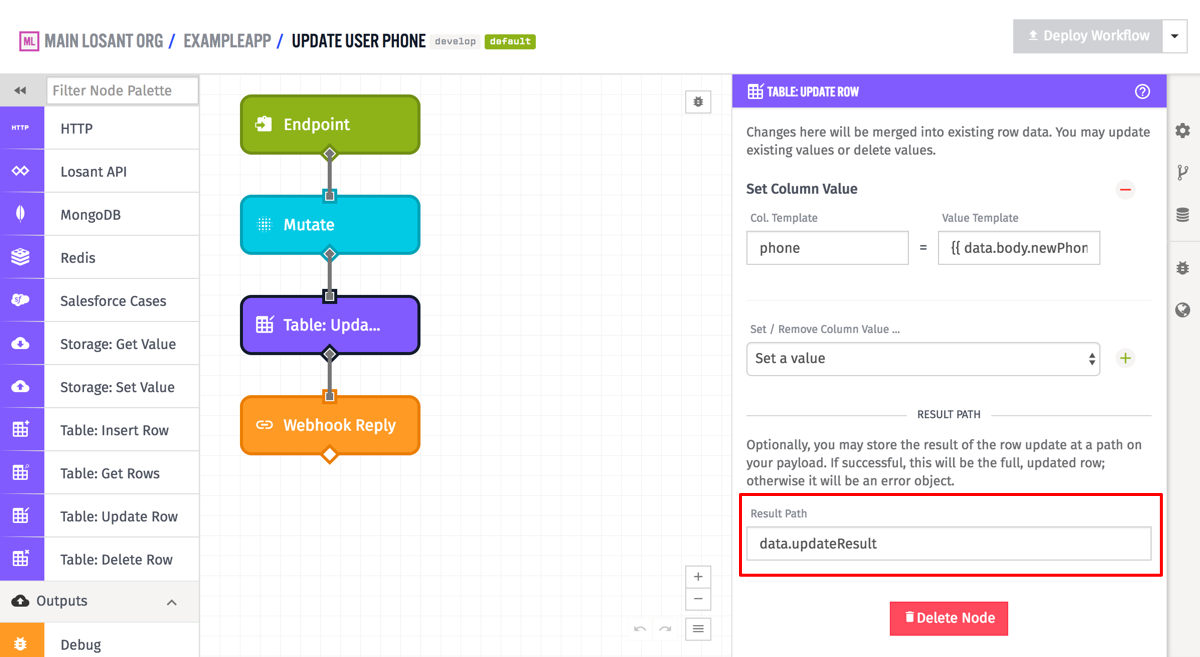 ML MAIN LOSANT ORG / EXAMPLEAPP / UPDATE USER PHONE develop default
Deploy Workflow
Filter Node Palette
HTTP HTTP
Losant API
MongoDB
Redis
sf Salesforce Cases
Storage: Get Value
Storage: Set Value
Table: Insert Row
Table: Get Rows
Table: Update Row
Table: Delete Row
Outputs
Debug
Endpoint
Mutate
Table: Upda...
Webhook Reply
TABLE: UPDATE ROW
Changes here will be merged into existing row data. You may update
existing values or delete values.
Set Column Value
Col. Template Value Template
phone = {{ data.body.newPhon
Set / Remove Column Value ...
Set a value
RESULT PATH
Optionally, you may store the result of the row update at a path on
your payload. If successful, this will be the full, updated row;
otherwise it will be an error object.
Result Path
data.updateResult
Delete Node